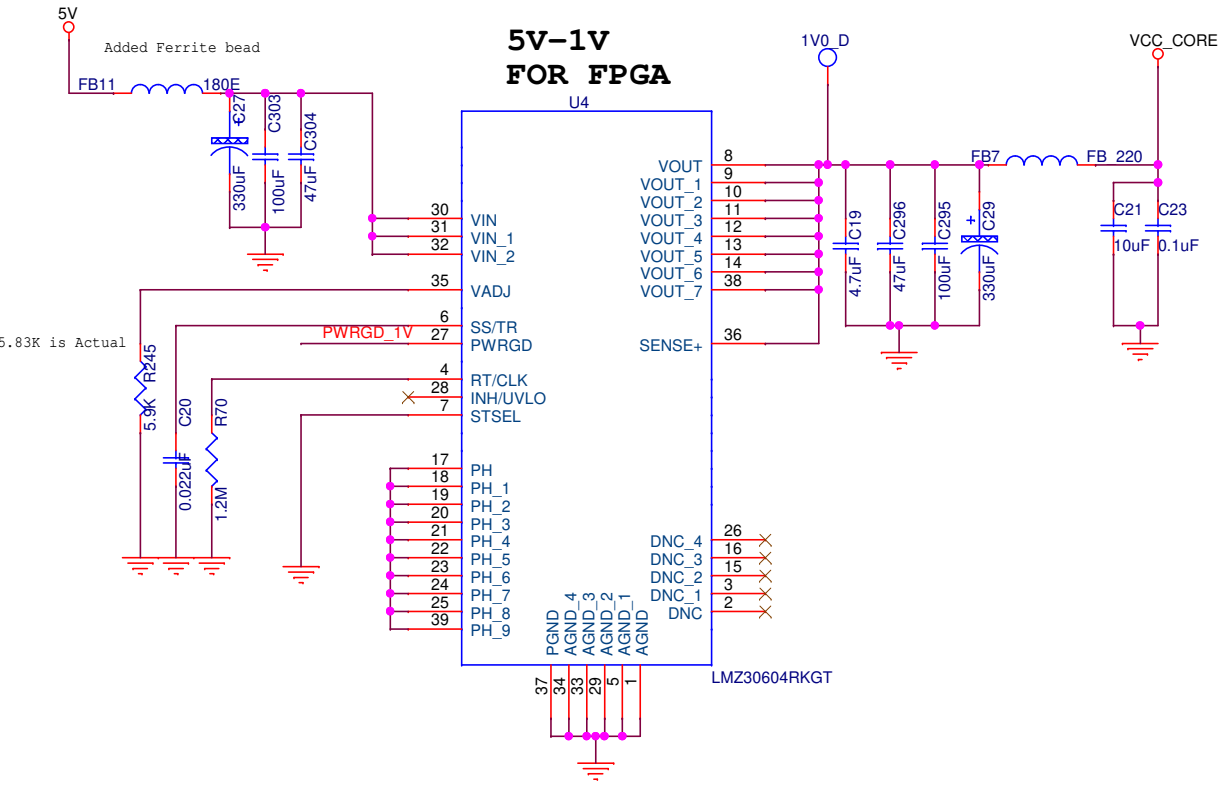 5V
Added Ferrite bead
FB11
180E
C27
+
330uF
C303
100uF
C304
47uF
5V-1V
FOR FPGA
U4
1V0_D
VCC_CORE
30
VIN
31
VIN_1
32
VIN_2
35
VADJ
6
SS/TR
PWRGD_1V
27
PWRGD
4
RT/CLK
28
INH/UVLO
7
STSEL
5.83K is Actual
R245
5.9K
C20
0.022uF
R70
1.2M
17
PH
18
PH_1
19
PH_2
20
PH_3
21
PH_4
22
PH_5
23
PH_6
24
PH_7
25
PH_8
39
PH_9
VOUT
8
VOUT_1
9
VOUT_2
10
VOUT_3
11
VOUT_4
12
VOUT_5
13
VOUT_6
14
VOUT_7
38
SENSE+
36
FB7
FB_220
C19
4.7uF
C296
47uF
C295
100uF
C29
+
330uF
C21
10uF
C23
0.1uF
DNC_4
26
DNC_3
16
DNC_2
15
DNC_1
3
DNC
2
PGND
AGND_4
AGND_3
AGND_2
AGND_1
AGND
37
34
33
29
5
1
LMZ30604RKGT